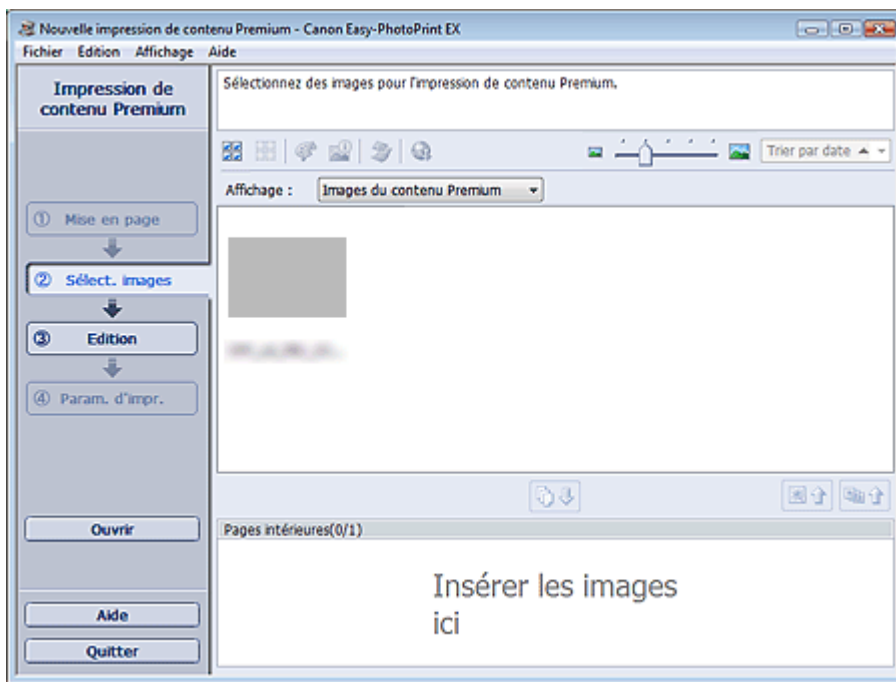 Nouvelle impression de contenu Premium - Canon Easy-PhotoPrint EX
Fichier Edition Affichage Aide
Impression de
contenu Premium
Sélectionnez des images pour l'impression de contenu Premium.
Trier par date
Affichage : Images du contenu Premium
① Mise en page
② Sélect. images
③ Edition
④ Param. d'impr.
Ouvrir
Aide
Quitter
Pages intérieures(0/1)
Insérer les images
ici